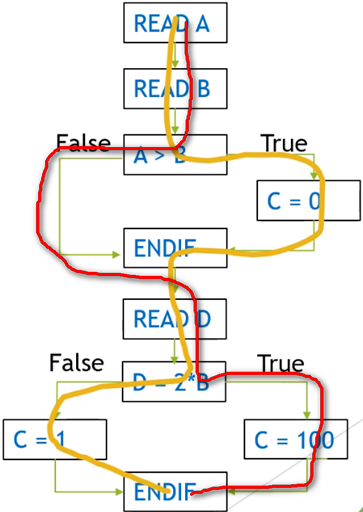 READ A
READ B
False
True
A > B
C = 0
ENDIF
READ D
False
True
D = 2*B
C = 1
C = 100
ENDIF